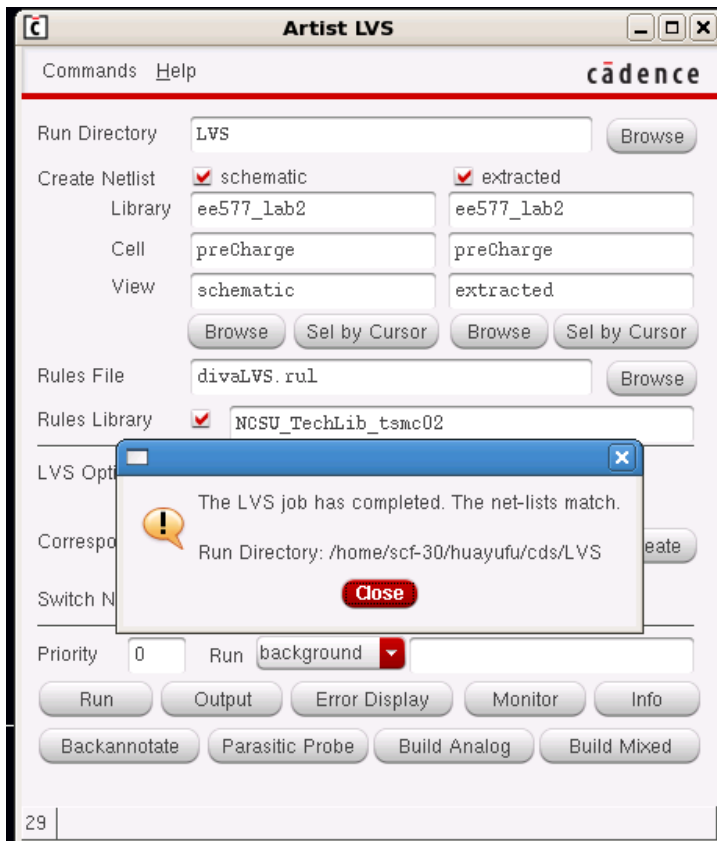 Artist LVS
Commands Help cādence
Run Directory LVS Browse
Create Netlist schematic extracted
Library ee577_lab2 ee577_lab2
Cell preCharge preCharge
View schematic extracted
Browse Sel by Cursor Browse Sel by Cursor
Rules File divaLVS.rul Browse
Rules Library NCSU_TechLib_tsmc02
LVS Opti
The LVS job has completed. The net-lists match.
Correspo eate
Run Directory: /home/scf-30/huayufu/cds/LVS
Close
Switch N
Priority 0 Run background
Run Output Error Display Monitor Info
Backannotate Parasitic Probe Build Analog Build Mixed
29